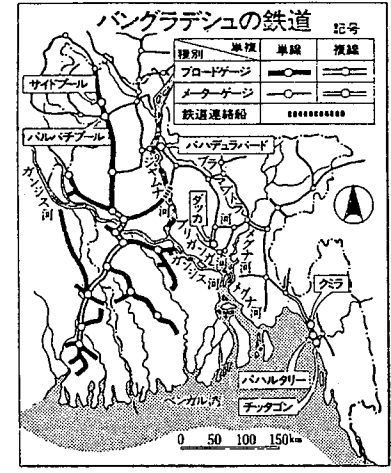 バングラデシュの鉄道
記号
種別 単複 単線 複線
ブロードゲージ
メーターゲージ
鉄道連絡船
サイドプール
パルバチプール
バハデュラバード
ガンジス河
ジャムナ河
ダッカ
ブリガンガ河
メグナ河
ガンジス河
メグナ河
クミラ
パハルタリー
チッタゴン
ベンガル湾
0 50 100 150km